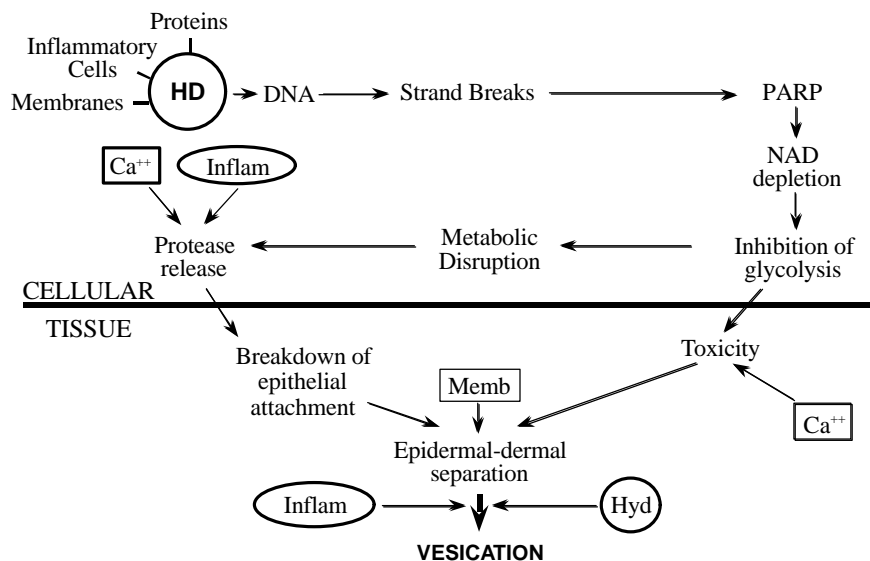 Proteins
Inflammatory
Cells
Membranes
HD
DNA
Strand Breaks
PARP
Ca++
Inflam
NAD
depletion
Protease
release
Metabolic
Disruption
Inhibition of
glycolysis
CELLULAR
TISSUE
Breakdown of
epithelial
attachment
Memb
Toxicity
Ca++
Epidermal-dermal
separation
Inflam
Hyd
VESICATION